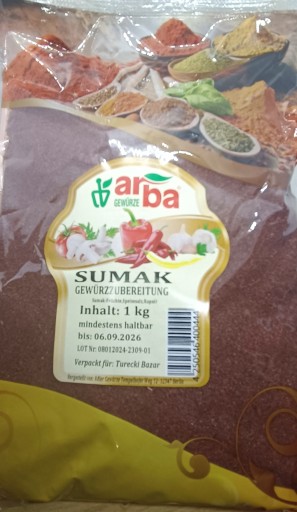 arba
GEWÜRZE
SUMAK
GEWÜRZZUBEREITUNG
Inhalt: 1 kg
mindestens haltbar
bis: 06.09.2026
LOT Nr: 08012024-2309-01
Verpackt für: Turecki Bazar